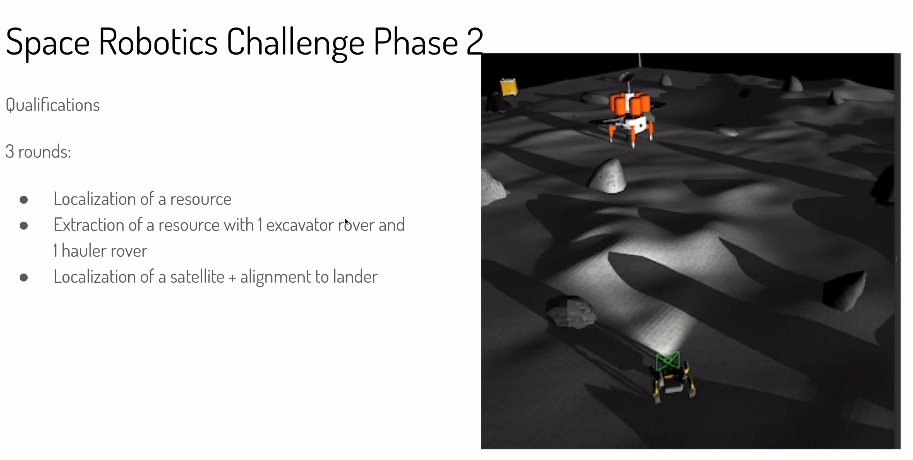 Space Robotics Challenge Phase 2
Qualifications
3 rounds:
● Localization of a resource
● Extraction of a resource with 1 excavator rover and
1 hauler rover
● Localization of a satellite + alignment to lander